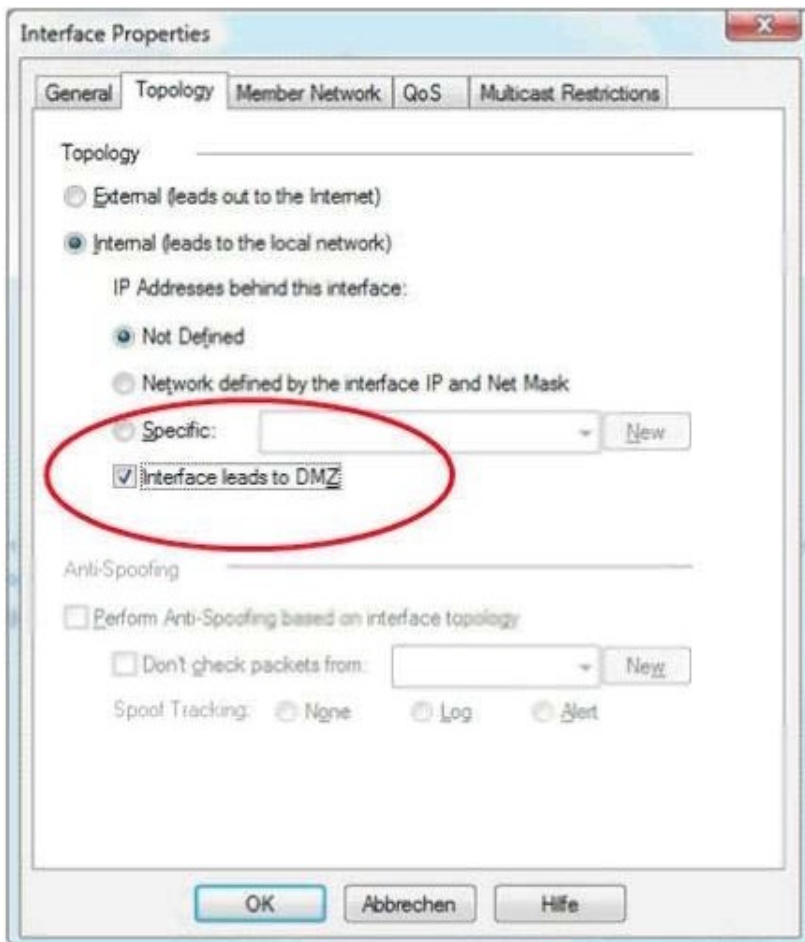 Interface Properties
General Topology Member Network QoS Multicast Restrictions
Topology
External (leads out to the Internet)
Internal (leads to the local network)
IP Addresses behind this interface:
Not Defined
Network defined by the interface IP and Net Mask
Specific: New
Interface leads to DMZ
Anti-Spoofing
Perform Anti-Spoofing based on interface topology
Don't check packets from: New
Spoof Tracking: None Log Alert
OK Abbrechen Hilfe